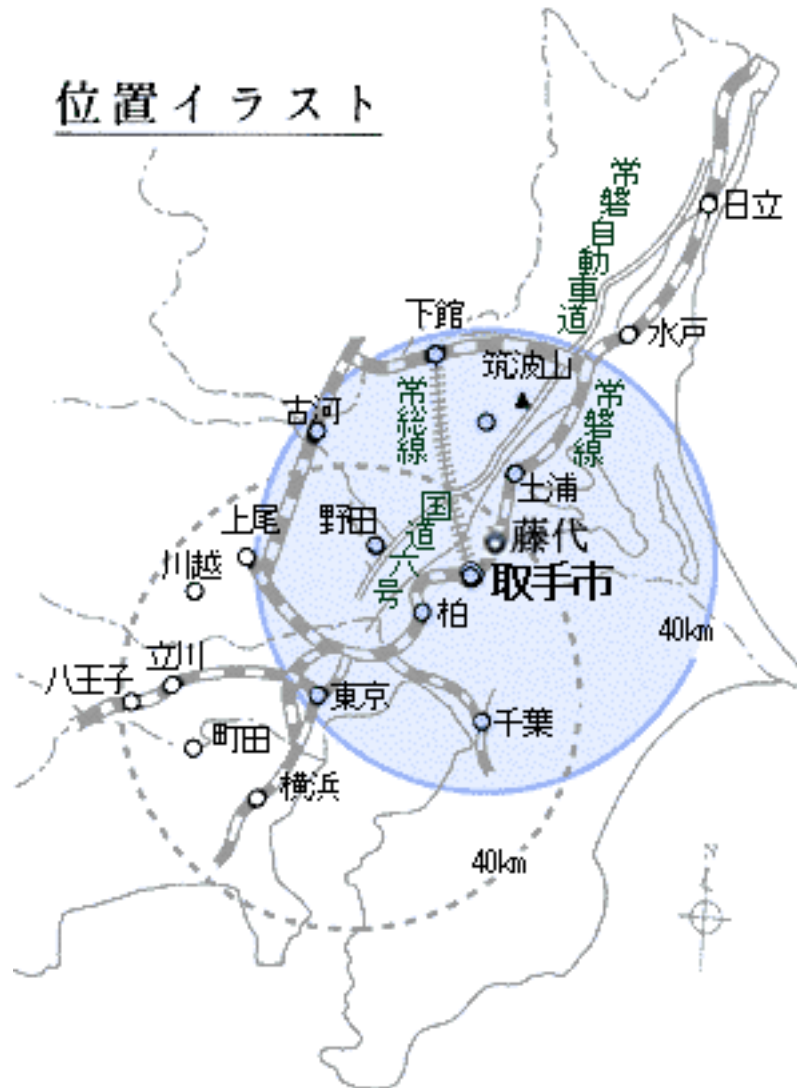 位置イラスト
常磐自動車道
日立
水戸
下館
筑波山
常総線
常磐線
古河
土浦
国道六号
野田
藤代
上尾
取手市
川越
柏
40km
立川
八王子
東京
千葉
町田
横浜
40km
N